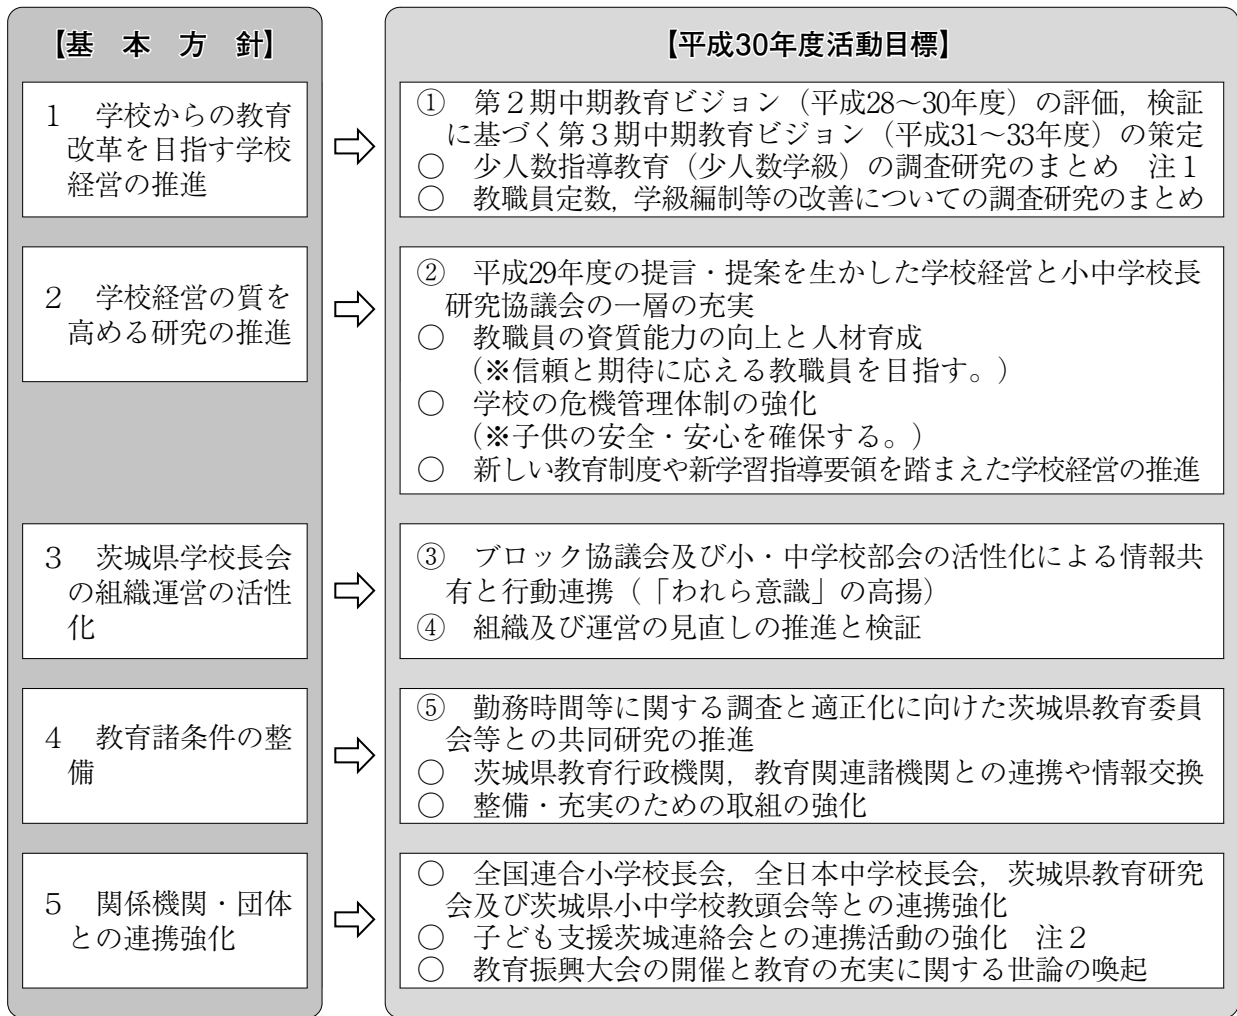 【基　本　方　針】
【平成30年度活動目標】
1　学校からの教育
改革を目指す学校
経営の推進
①　第２期中期教育ビジョン（平成28～30年度）の評価，検証
に基づく第３期中期教育ビジョン（平成31～33年度）の策定
○　少人数指導教育（少人数学級）の調査研究のまとめ　注１
○　教職員定数，学級編制等の改善についての調査研究のまとめ
2　学校経営の質を
高める研究の推進
②　平成29年度の提言・提案を生かした学校経営と小中学校長
研究協議会の一層の充実
○　教職員の資質能力の向上と人材育成
（※信頼と期待に応える教職員を目指す。）
○　学校の危機管理体制の強化
（※子供の安全・安心を確保する。）
○　新しい教育制度や新学習指導要領を踏まえた学校経営の推進
3　茨城県学校長会
の組織運営の活性
化
③　ブロック協議会及び小・中学校部会の活性化による情報共
有と行動連携（「われら意識」の高揚）
④　組織及び運営の見直しの推進と検証
4　教育諸条件の整
備
⑤　勤務時間等に関する調査と適正化に向けた茨城県教育委員
会等との共同研究の推進
○　茨城県教育行政機関，教育関連諸機関との連携や情報交換
○　整備・充実のための取組の強化
5　関係機関・団体
との連携強化
○　全国連合小学校長会，全日本中学校長会，茨城県教育研究
会及び茨城県小中学校教頭会等との連携強化
○　子ども支援茨城連絡会との連携活動の強化　注２
○　教育振興大会の開催と教育の充実に関する世論の喚起